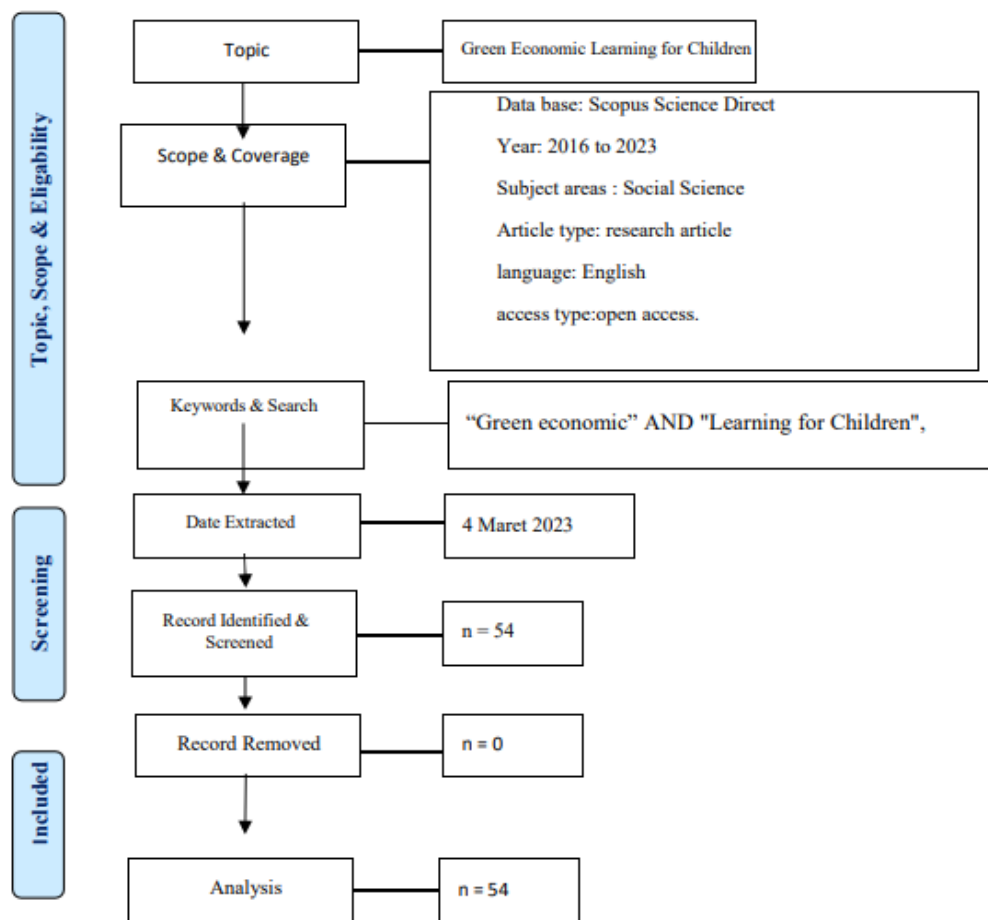 Topic, Scope & Eligability
Topic
Green Economic Learning for Children
Scope & Coverage
Data base: Scopus Science Direct
Year: 2016 to 2023
Subject areas : Social Science
Article type: research article
language: English
access type:open access.
Keywords & Search
“Green economic” AND "Learning for Children",
Screening
Date Extracted
4 Maret 2023
Record Identified &
Screened
n = 54
Included
Record Removed
n = 0
Analysis
n = 54